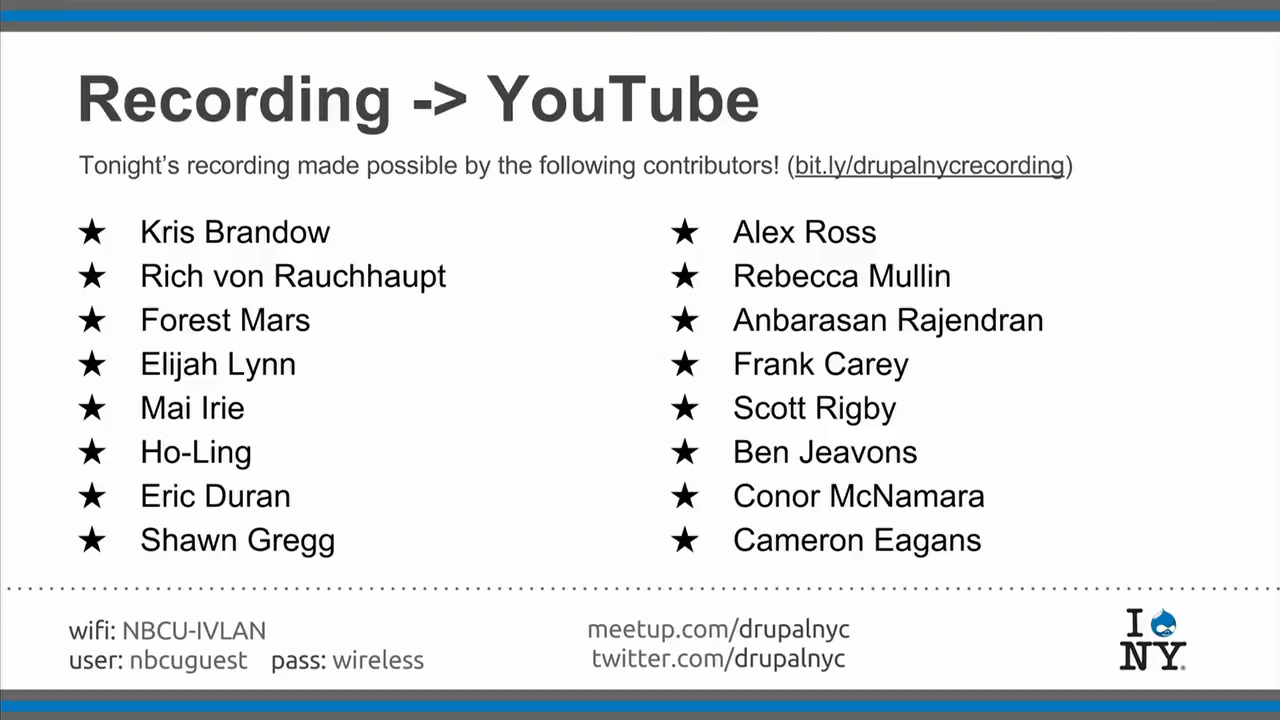 Recording -> YouTube
Tonight's recording made possible by the following contributors! (bit.ly/drupalnycrecording)
★ Kris Brandow
★ Rich von Rauchhaupt
★ Forest Mars
★ Elijah Lynn
★ Mai Irie
★ Ho-Ling
★ Eric Duran
★ Shawn Gregg
★ Alex Ross
★ Rebecca Mullin
★ Anbarasan Rajendran
★ Frank Carey
★ Scott Rigby
★ Ben Jeavons
★ Conor McNamara
★ Cameron Eagans
wifi: NBCU-IVLAN
user: nbcuguest pass: wireless
meetup.com/drupalnyc
twitter.com/drupalnyc
I
NY